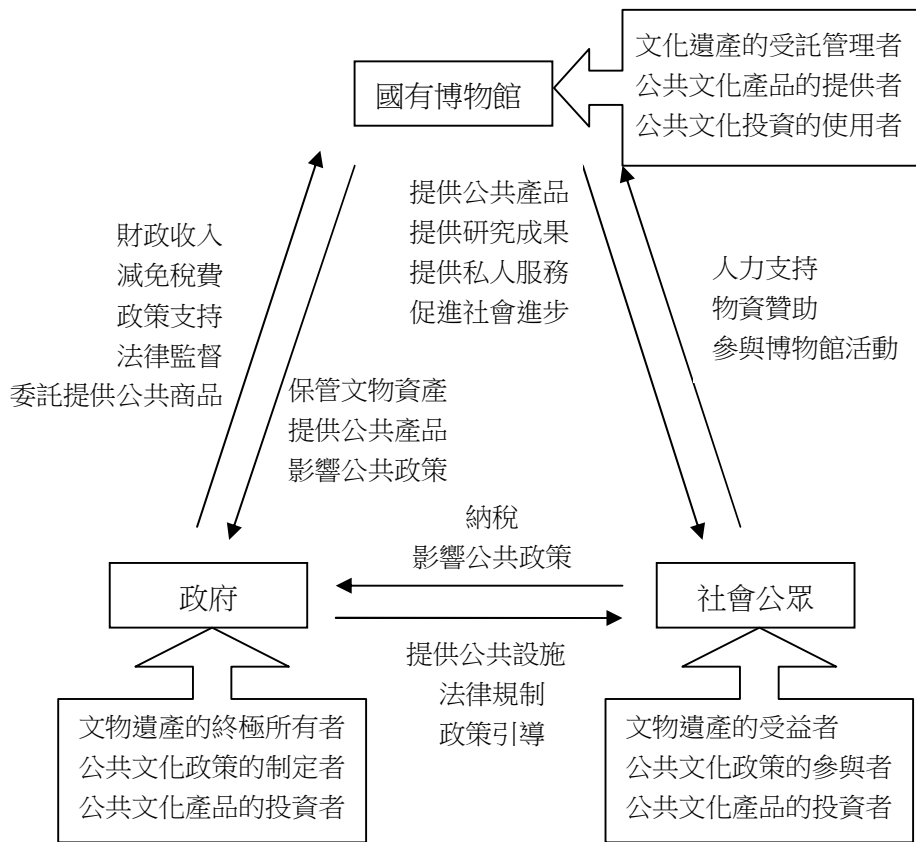 文化遺產的受託管理者
公共文化產品的提供者
公共文化投資的使用者
國有博物館
提供公共產品
提供研究成果
提供私人服務
促進社會進步
財政收入
減免稅費
政策支持
法律監督
委託提供公共商品
人力支持
物資贊助
參與博物館活動
保管文物資產
提供公共產品
影響公共政策
納稅
影響公共政策
政府
社會公眾
提供公共設施
法律規制
政策引導
文物遺產的終極所有者
公共文化政策的制定者
公共文化產品的投資者
文物遺產的受益者
公共文化政策的參與者
公共文化產品的投資者